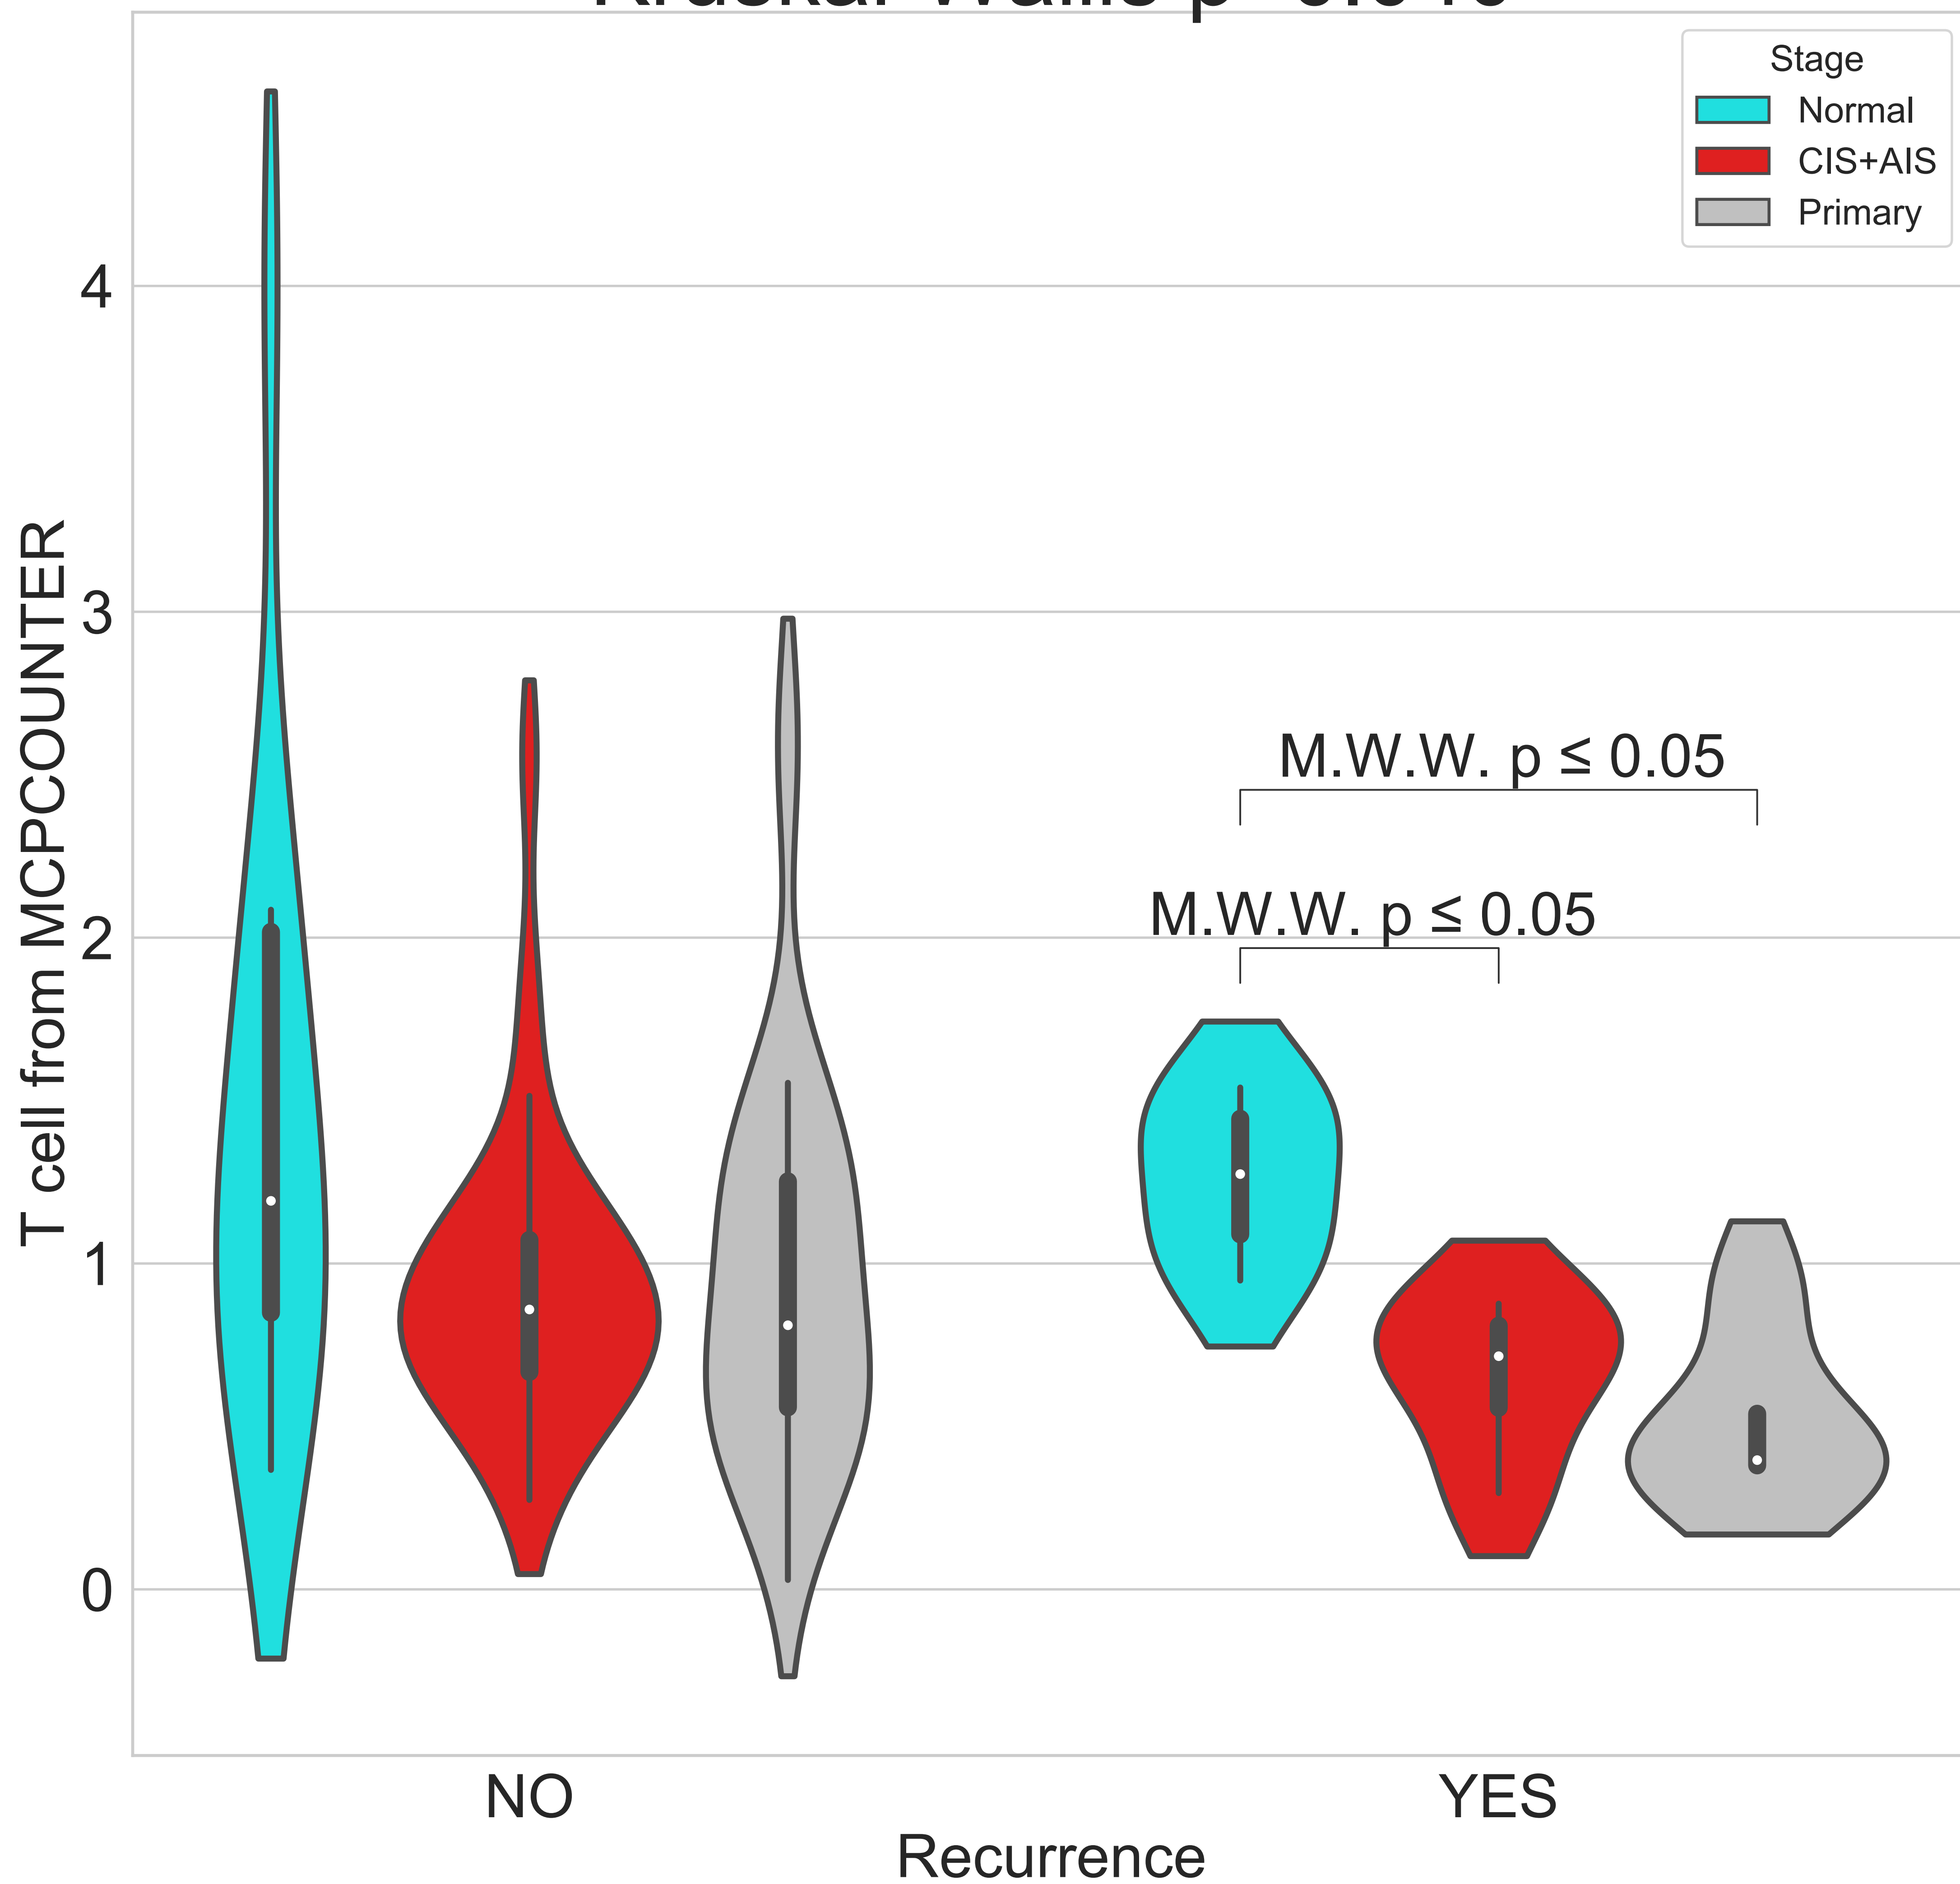 Stage
Normal
CIS+AIS
Primary
T cell from MCPCOUNTER
4
3
2
1
0
M.W.W. p ≤ 0.05
M.W.W. p ≤ 0.05
NO
YES
Recurrence